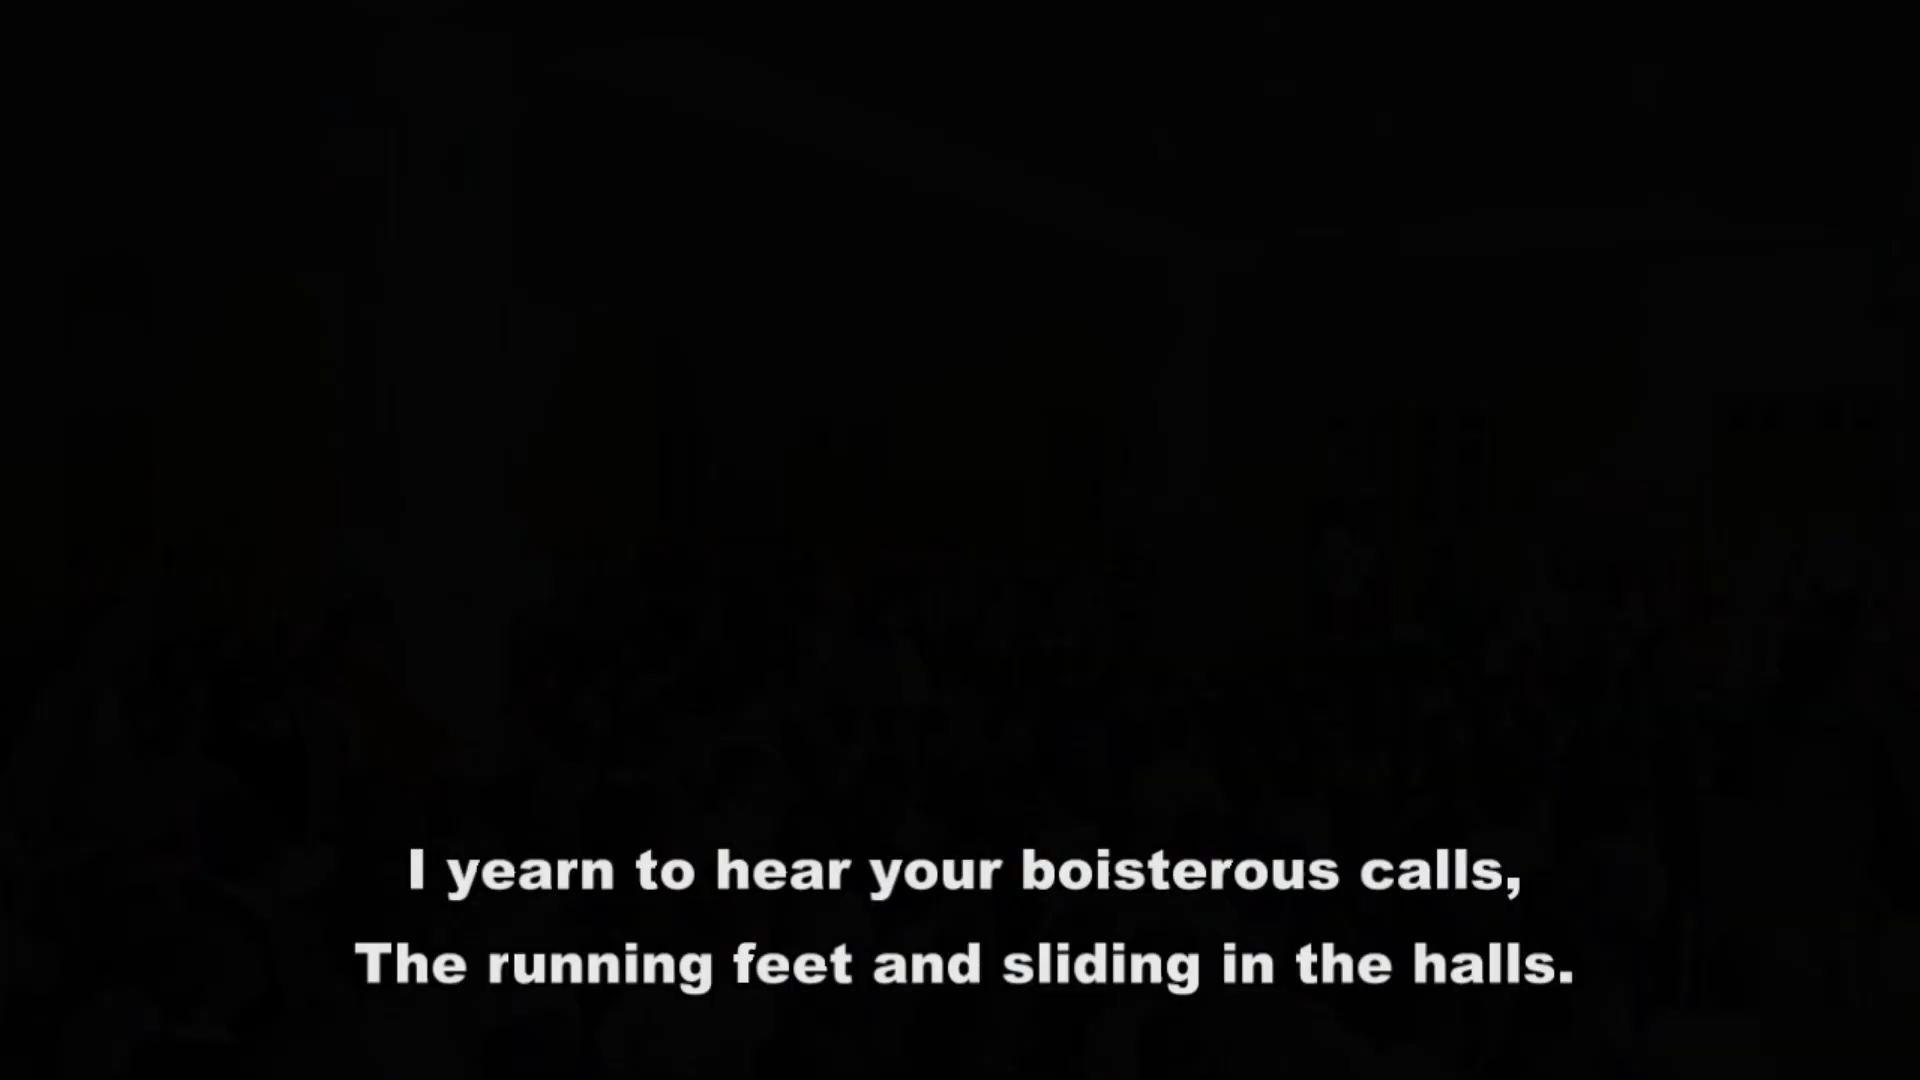 I yearn to hear your boisterous calls,
The running feet and sliding in the halls.